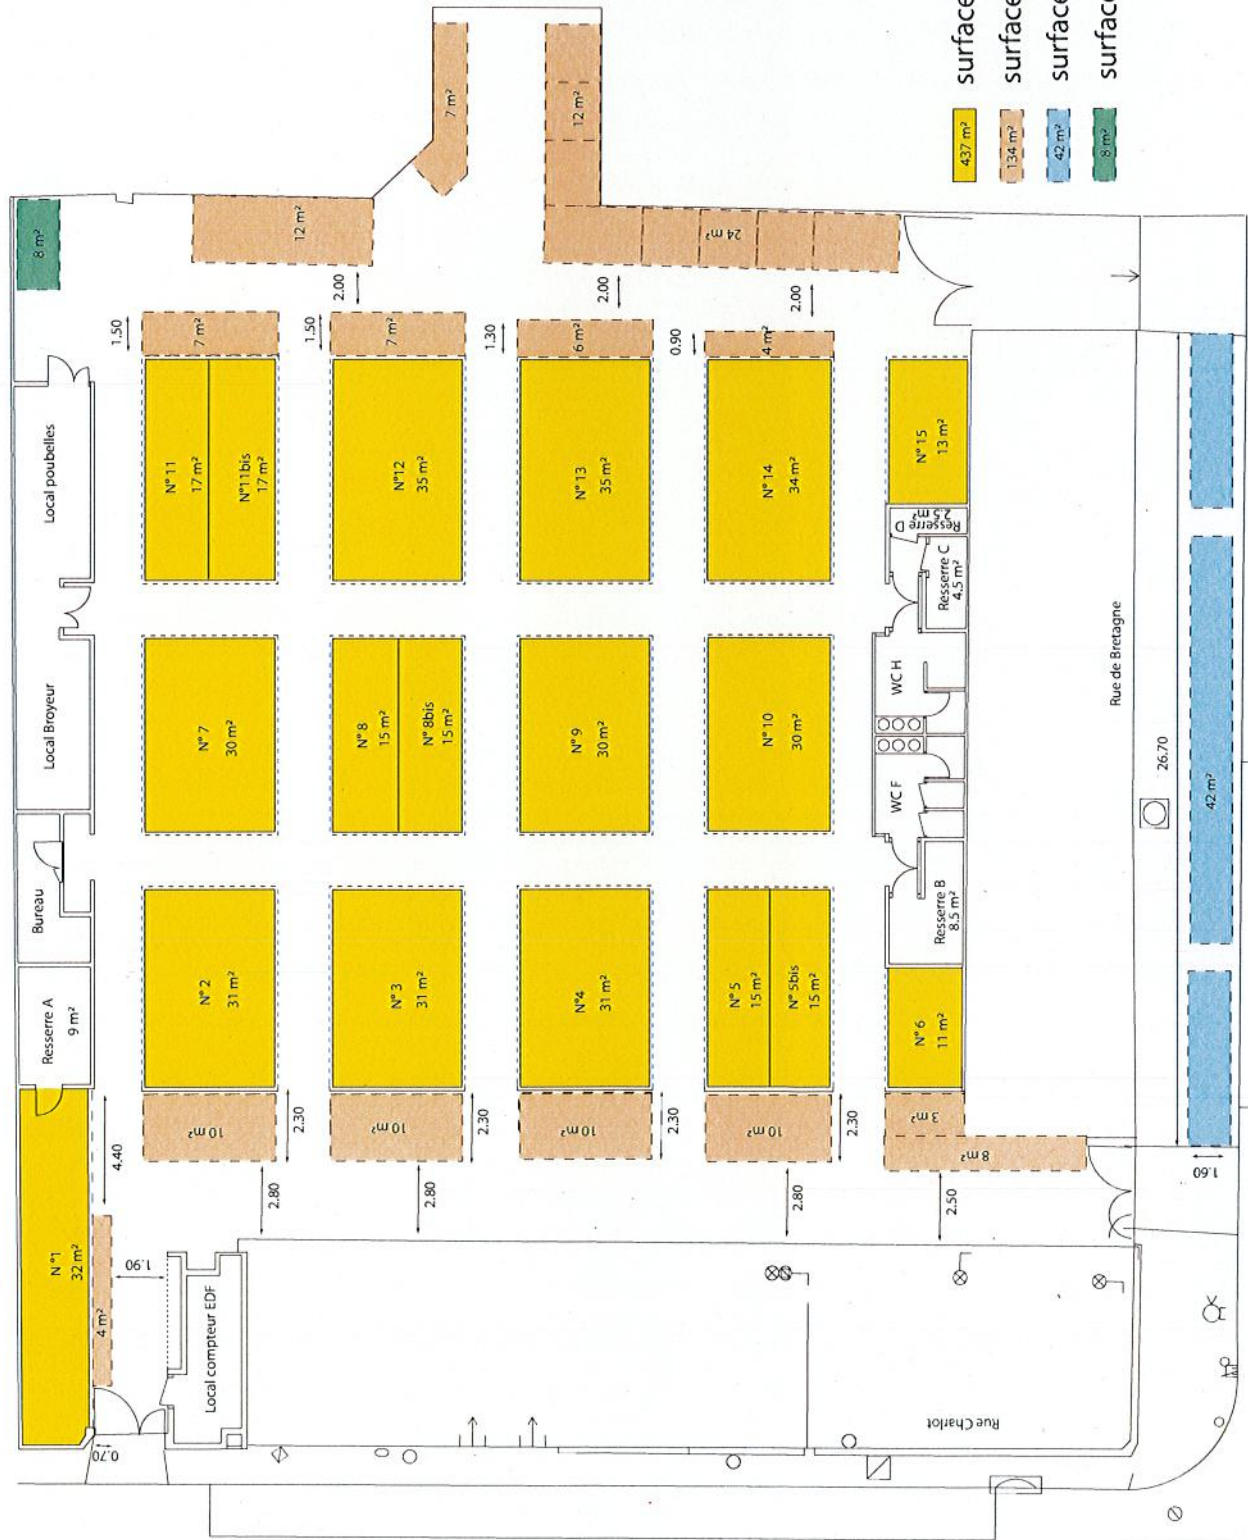 7 m²
12 m²
437 m²
surface
134 m²
surface
42 m²
surface
8 m²
surface
8 m²
12 m²
24 m²
2.00
2.00
2.00
1.50
1.50
1.30
0.90
7 m²
7 m²
6 m²
4 m²
Local poubelles
N° 11
17 m²
N°11bis
17 m²
N°12
35 m²
N° 13
35 m²
N° 14
34 m²
N° 15
13 m²
Resserre D
2.5 m²
Resserre C
4.5 m²
Local Broyeur
N° 7
30 m²
N° 8
15 m²
N° 8bis
15 m²
N° 9
30 m²
N° 10
30 m²
WC H
WC F
Rue de Bretagne
26.70
42 m²
Bureau
Resserre A
9 m²
N° 2
31 m²
N° 3
31 m²
N°4
31 m²
N° 5
15 m²
N° 5bis
15 m²
Resserre B
8.5 m²
N° 6
11 m²
4.40
10 m²
2.30
10 m²
2.30
10 m²
2.30
10 m²
2.30
3 m²
8 m²
1.60
2.80
2.80
2.80
2.50
N °1
32 m²
4 m²
1.90
0.70
Local compteur EDF
Rue Charlot